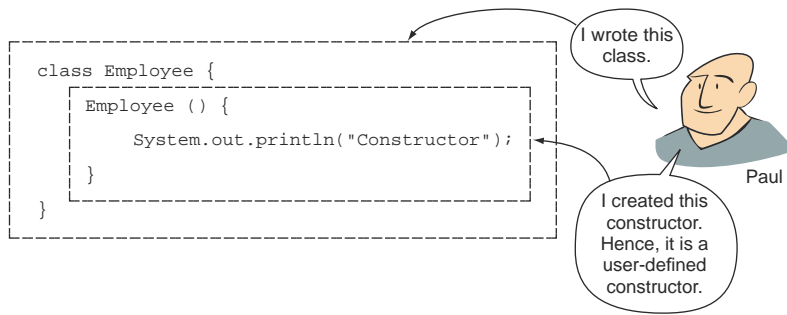 I wrote this
class.
class Employee {
Employee () {
System.out.println("Constructor");
}
}
Paul
I created this
constructor.
Hence, it is a
user-defined
constructor.